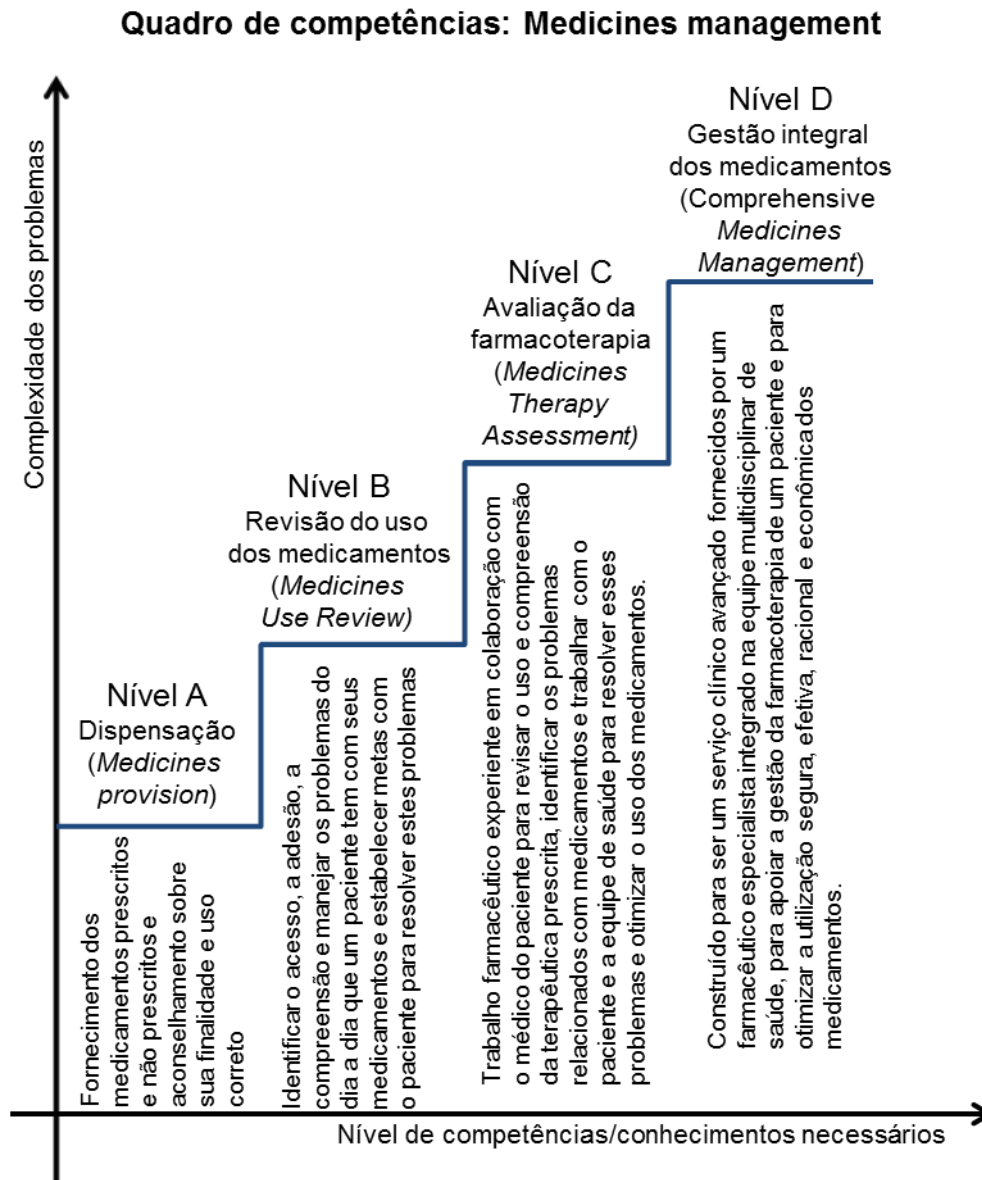 Quadro de competências: Medicines management
Complexidade dos problemas
Nível A
Dispensação
(Medicines
provision)
Fornecimento dos
medicamentos prescritos
e não prescritos e
aconselhamento sobre
sua finalidade e uso
correto
Nível B
Revisão do uso
dos medicamentos
(Medicines
Use Review)
Identificar o acesso, a adesão, a
compreensão e manejar os problemas do
dia a dia que um paciente tem com seus
medicamentos e estabelecer metas com
o paciente para resolver estes problemas
Nível C
Avaliação da
farmacoterapia
(Medicines
Therapy
Assessment)
Trabalho farmacêutico experiente em colaboração com
o médico do paciente para revisar o uso e compreensão
da terapêutica prescrita, identificar os problemas
relacionados com medicamentos e trabalhar com o
paciente e a equipe de saúde para resolver esses
problemas e otimizar o uso dos medicamentos.
Nível D
Gestão integral
dos medicamentos
(Comprehensive
Medicines
Management)
Construído para ser um serviço clínico avançado fornecidos por um
farmacêutico especialista integrado na equipe multidisciplinar de
saúde, para apoiar a gestão da farmacoterapia de um paciente e para
otimizar a utilização segura, efetiva, racional e econômica dos
medicamentos.
Nível de competências/conhecimentos necessários